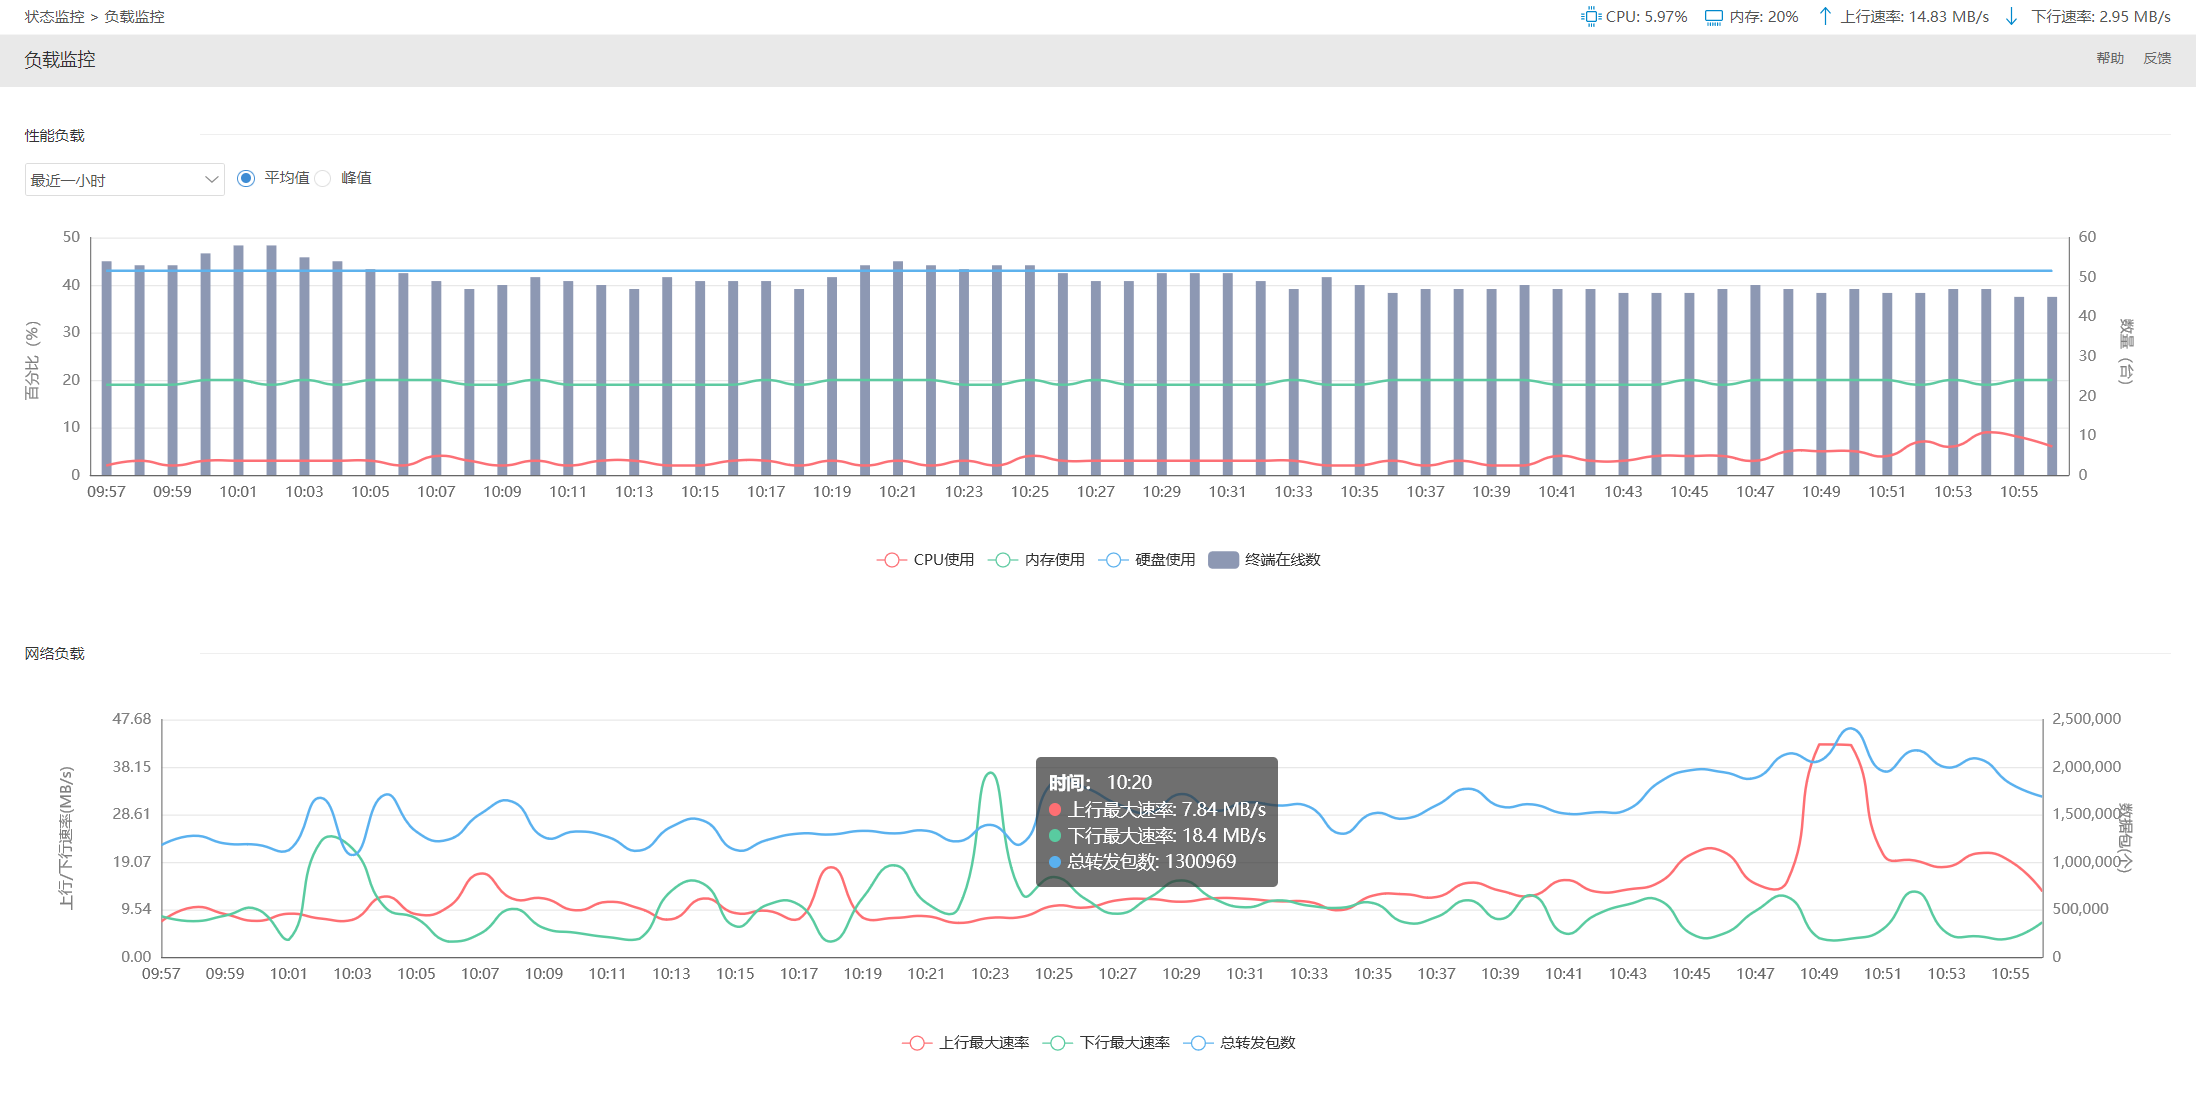 状态监控 > 负载监控
CPU: 5.97% 内存: 20% 上行速率: 14.83 MB/s 下行速率: 2.95 MB/s
负载监控
帮助 反馈
性能负载
最近一小时 平均值 峰值
百分比（%）
50
40
30
20
10
0
60
50
40
30
20
10
0
数量（台）
09:57 09:59 10:01 10:03 10:05 10:07 10:09 10:11 10:13 10:15 10:17 10:19 10:21 10:23 10:25 10:27 10:29 10:31 10:33 10:35 10:37 10:39 10:41 10:43 10:45 10:47 10:49 10:51 10:53 10:55
CPU使用 内存使用 硬盘使用 终端在线数
网络负载
上行/下行速率(MB/s)
47.68
38.15
28.61
19.07
9.54
0.00
时间： 10:20
上行最大速率: 7.84 MB/s
下行最大速率: 18.4 MB/s
总转发包数: 1300969
2,500,000
2,000,000
1,500,000
1,000,000
500,000
0
数据包(个)
09:57 09:59 10:01 10:03 10:05 10:07 10:09 10:11 10:13 10:15 10:17 10:19 10:21 10:23 10:25 10:27 10:29 10:31 10:33 10:35 10:37 10:39 10:41 10:43 10:45 10:47 10:49 10:51 10:53 10:55
上行最大速率 下行最大速率 总转发包数